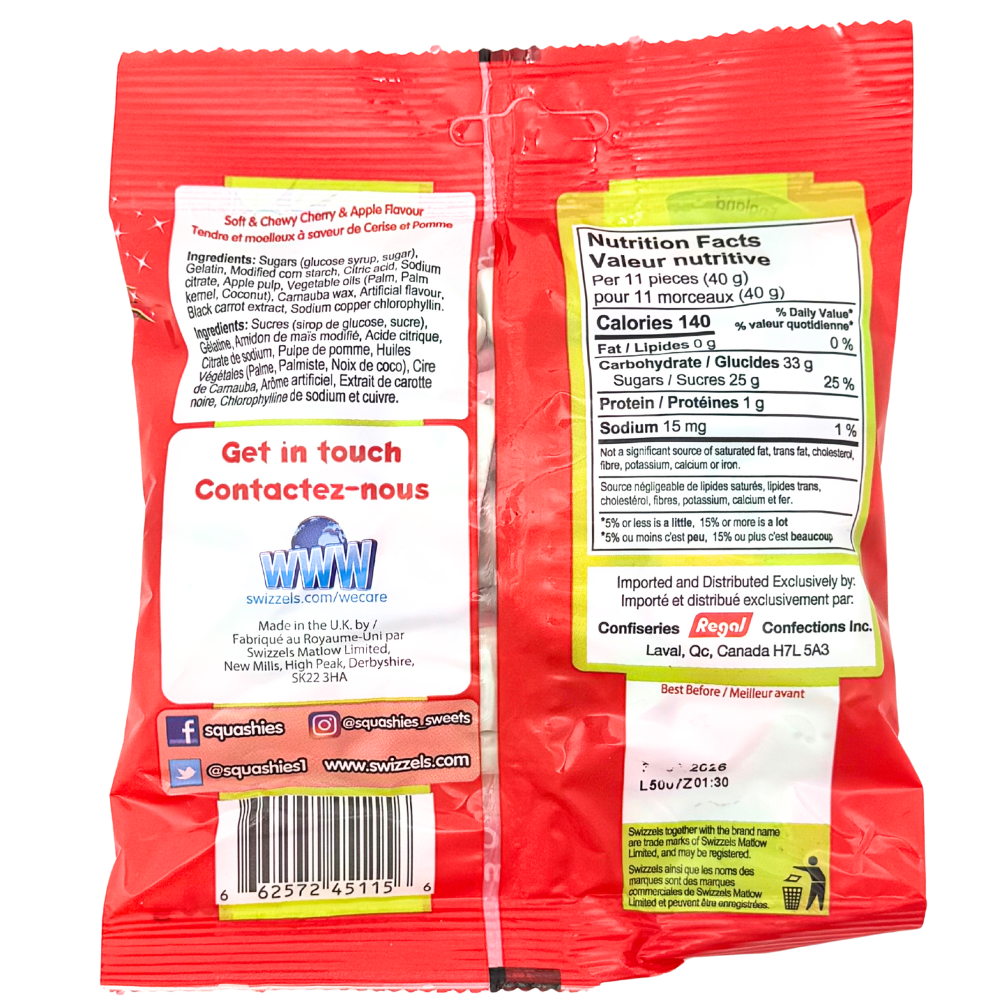 Soft & Chewy Cherry & Apple Flavour
Tendre et moelleux à saveur de Cerise et Pomme
Ingredients: Sugars (glucose syrup, sugar),
Gelatin, Modified corn starch, Citric acid, Sodium
citrate, Apple pulp, Vegetable oils (Palm, Palm
kernel, Coconut), Carnauba wax, Artificial flavour,
Black carrot extract, Sodium copper chlorophyllin.
Ingrédients: Sucres (sirop de glucose, sucre),
Gélatine, Amidon de maïs modifié, Acide citrique,
Citrate de sodium, Pulpe de pomme, Huiles
Végétales (Palme, Palmiste, Noix de coco), Cire
de Carnauba, Arôme artificiel, Extrait de carotte
noire, Chlorophylline de sodium et cuivre.
Get in touch
Contactez-nous
WWW
swizzels.com/wecare
Made in the U.K. by /
Fabriqué au Royaume-Uni par
Swizzels Matlow Limited,
New Mills, High Peak, Derbyshire,
SK22 3HA
f squashies
@squashies_sweets
@squashies1
www.swizzels.com
6 62572 45115 6
Nutrition Facts
Valeur nutritive
Per 11 pieces (40 g)
pour 11 morceaux (40 g)
Calories 140
% Daily Value*
% valeur quotidienne*
Fat / Lipides 0 g 0 %
Carbohydrate / Glucides 33 g
Sugars / Sucres 25 g 25 %
Protein / Protéines 1 g
Sodium 15 mg 1 %
Not a significant source of saturated fat, trans fat, cholesterol,
fibre, potassium, calcium or iron.
Source négligeable de lipides saturés, lipides trans,
cholestérol, fibres, potassium, calcium et fer.
*5% or less is a little, 15% or more is a lot
*5% ou moins c'est peu, 15% ou plus c'est beaucoup
Imported and Distributed Exclusively by:
Importé et distribué exclusivement par:
Confiseries Regal Confections Inc.
Laval, Qc, Canada H7L 5A3
Best Before / Meilleur avant
2026
L5007Z01:30
Swizzels together with the brand name
are trade marks of Swizzels Matlow
Limited, and may be registered.
Swizzels ainsi que les noms des
marques sont des marques
commerciales de Swizzels Matlow
Limited et peuvent être enregistrées.